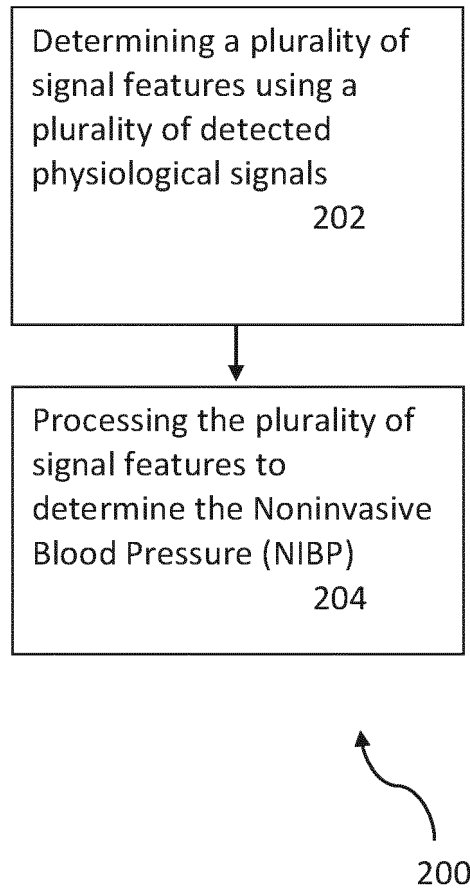 Determining a plurality of
signal features using a
plurality of detected
physiological signals
202
Processing the plurality of
signal features to
determine the Noninvasive
Blood Pressure (NIBP)
204
200